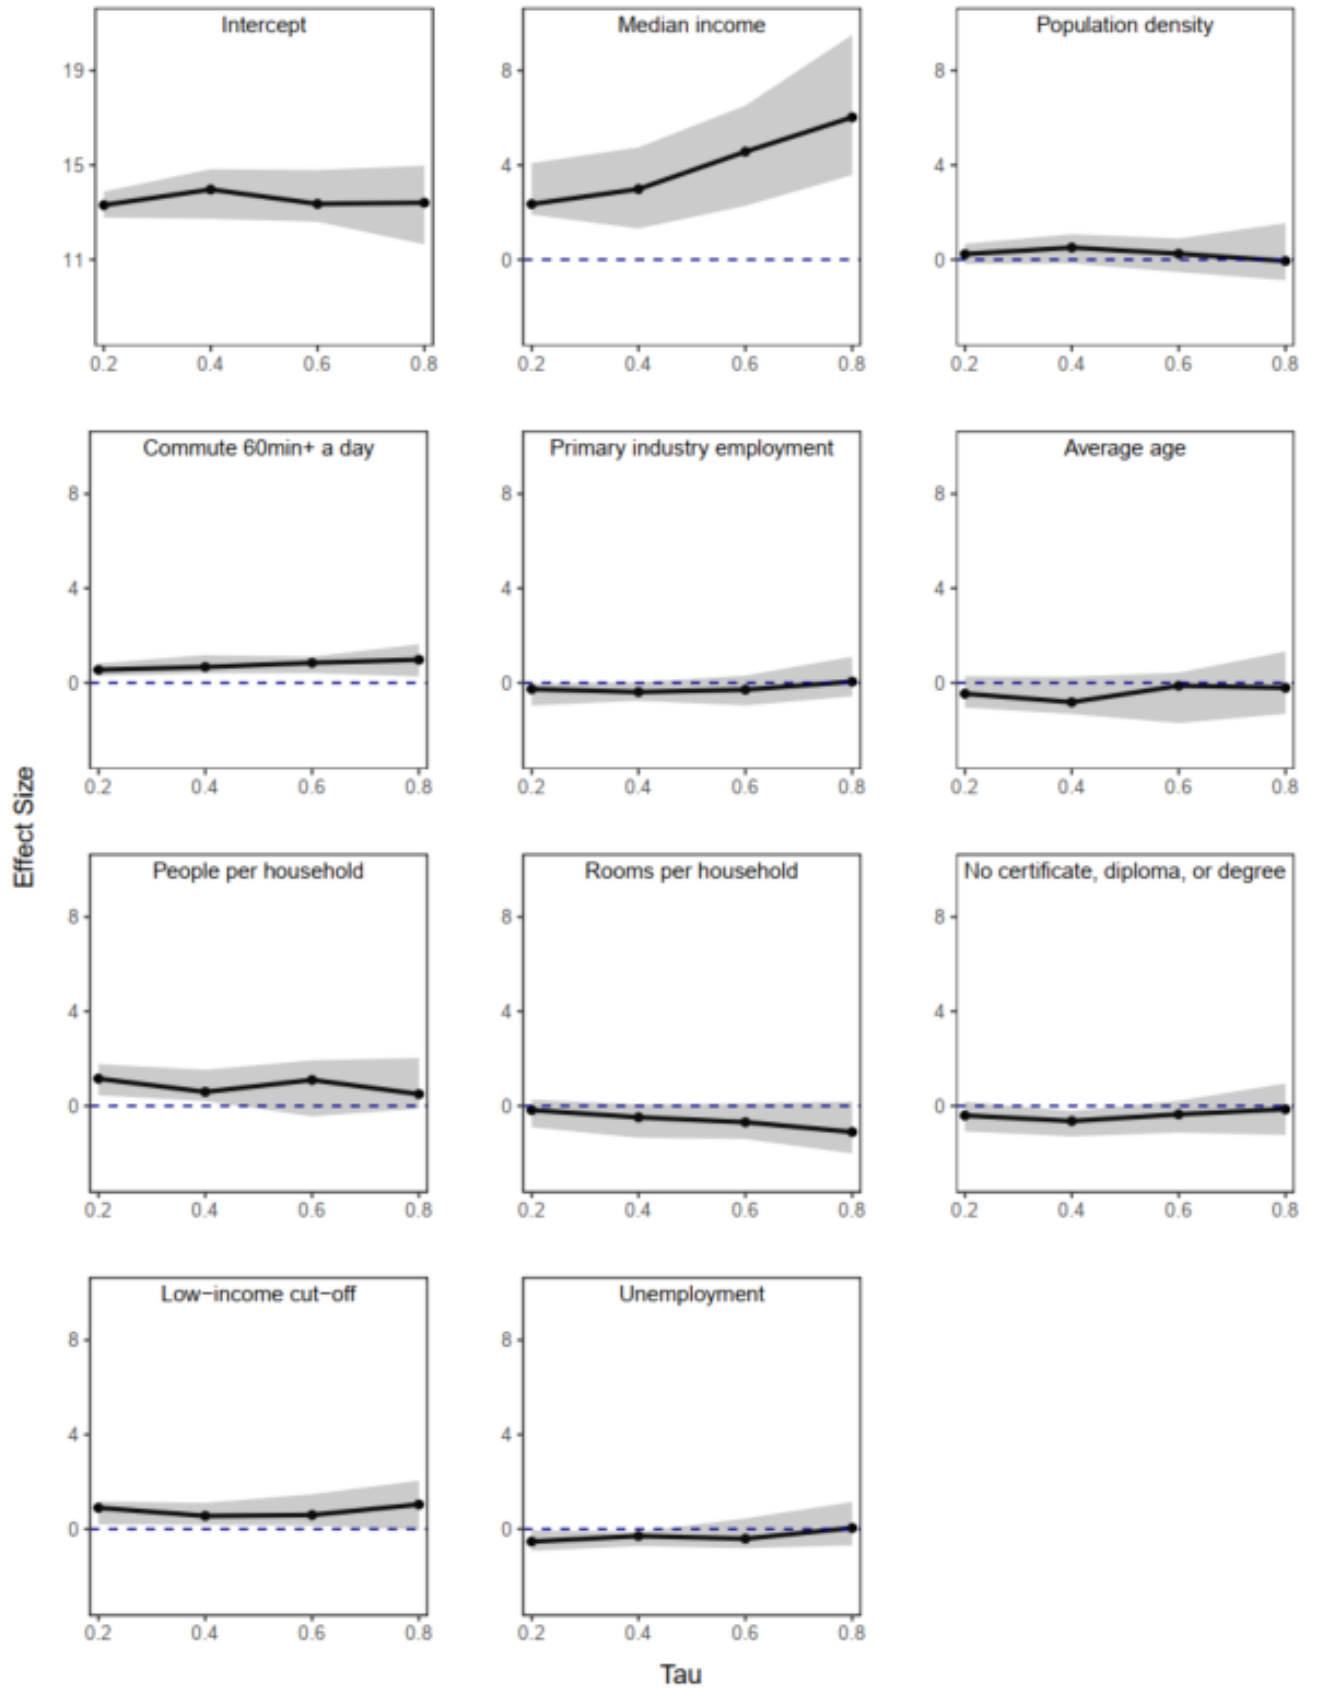 Intercept
19
15
11
0.2 0.4 0.6 0.8
Median income
8
4
0
0.2 0.4 0.6 0.8
Population density
8
4
0
0.2 0.4 0.6 0.8
Commute 60min+ a day
8
4
0
0.2 0.4 0.6 0.8
Primary industry employment
8
4
0
0.2 0.4 0.6 0.8
Average age
8
4
0
0.2 0.4 0.6 0.8
Effect Size
People per household
8
4
0
0.2 0.4 0.6 0.8
Rooms per household
8
4
0
0.2 0.4 0.6 0.8
No certificate, diploma, or degree
8
4
0
0.2 0.4 0.6 0.8
Low−income cut−off
8
4
0
0.2 0.4 0.6 0.8
Unemployment
8
4
0
0.2 0.4 0.6 0.8
Tau